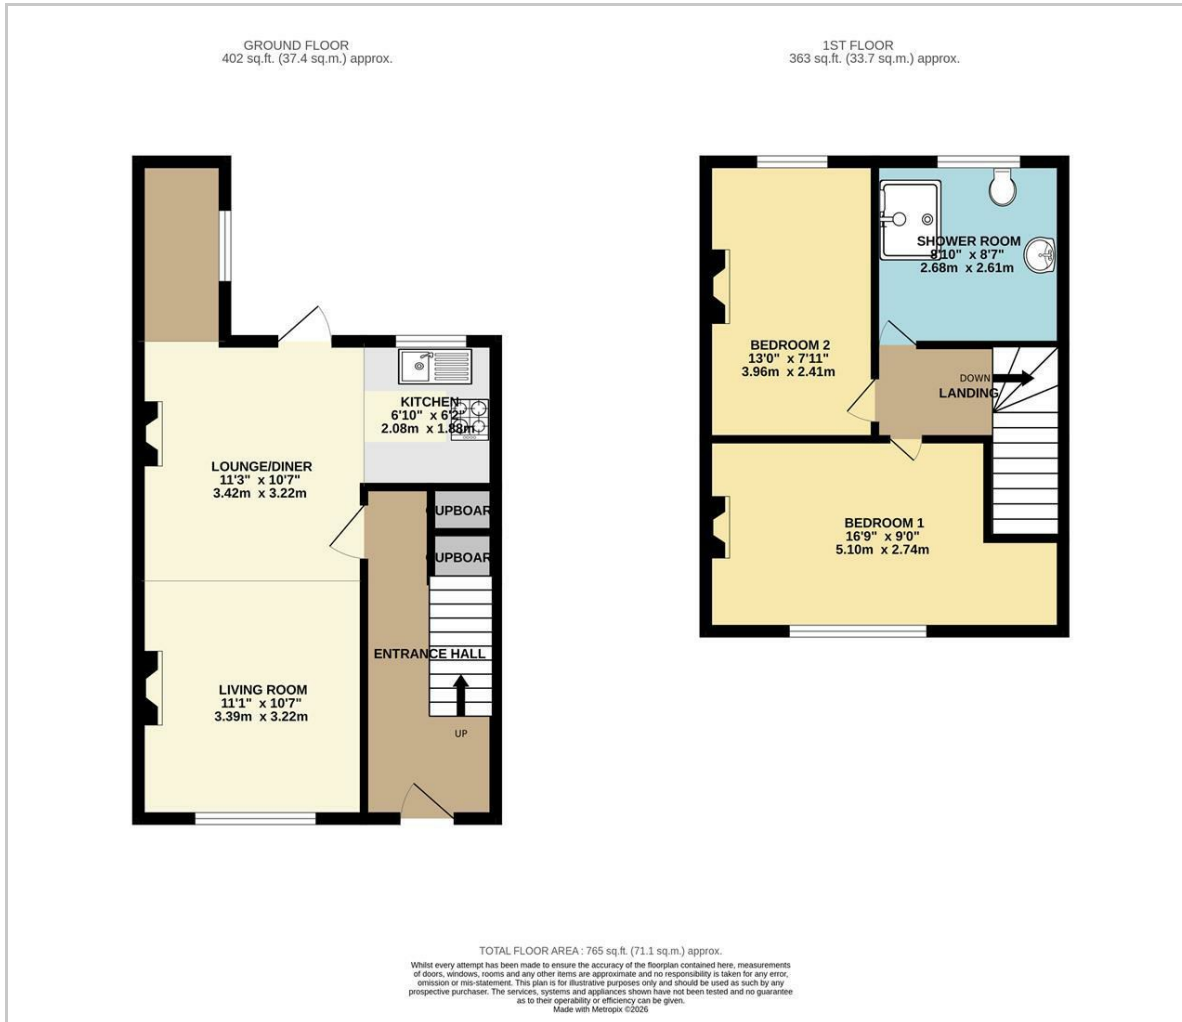 GROUND FLOOR
402 sq.ft. (37.4 sq.m.) approx.
1ST FLOOR
363 sq.ft. (33.7 sq.m.) approx.
KITCHEN
6'10" x 6'2"
2.08m x 1.88m
LOUNGE/DINER
11'3" x 10'7"
3.42m x 3.22m
UPBOAR
UPBOAR
ENTRANCE HALL
LIVING ROOM
11'1" x 10'7"
3.39m x 3.22m
UP
SHOWER ROOM
8'10" x 8'7"
2.68m x 2.61m
BEDROOM 2
13'0" x 7'11"
3.96m x 2.41m
DOWN
LANDING
BEDROOM 1
16'9" x 9'0"
5.10m x 2.74m
TOTAL FLOOR AREA : 765 sq.ft. (71.1 sq.m.) approx.
Whilst every attempt has been made to ensure the accuracy of the floorplan contained here, measurements
of doors, windows, rooms and any other items are approximate and no responsibility is taken for any error,
omission or mis-statement. This plan is for illustrative purposes only and should be used as such by any
prospective purchaser. The services, systems and appliances shown have not been tested and no guarantee
as to their operability or efficiency can be given.
Made with Metropix ©2026